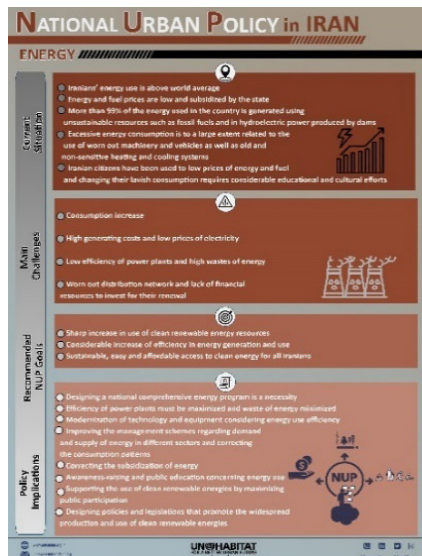 NATIONAL URBAN POLICY in IRAN
ENERGY
Current
Situation
Iranians' energy use is above world average
Energy and fuel prices are low and subsidized by the state
More than 99% of the energy used in the country is generated using
unsustainable resources such as fossil fuels and in hydroelectric power produced by dams
Excessive energy consumption is to a large extent related to the
use of worn out machinery and vehicles as well as old and
non-sensitive heating and cooling systems
Iranian citizens have been used to low prices of energy and fuel
and changing their lavish consumption requires considerable educational and cultural efforts
Main
Challenges
Consumption increase
High generating costs and low prices of electricity
Low efficiency of power plants and high wastes of energy
Worn out distribution network and lack of financial
resources to invest for their renewal
Recommended
NUP Goals
Sharp increase in use of clean renewable energy resources
Considerable increase of efficiency in energy generation and use
Sustainable, easy and affordable access to clean energy for all Iranians
Policy
Implications
Designing a national comprehensive energy program is a necessity
Efficiency of power plants must be maximized and waste of energy minimized
Modernization of technology and equipment considering energy use efficiency
Improving the management schemes regarding demand
and supply of energy in different sectors and correcting
the consumption patterns
Correcting the subsidization of energy
Awareness-raising and public education concerning energy use
Supporting the use of clean renewable energies by maximizing
public participation
Designing policies and legislations that promote the widespread
production and use of clean renewable energies
NUP
UN-HABITAT